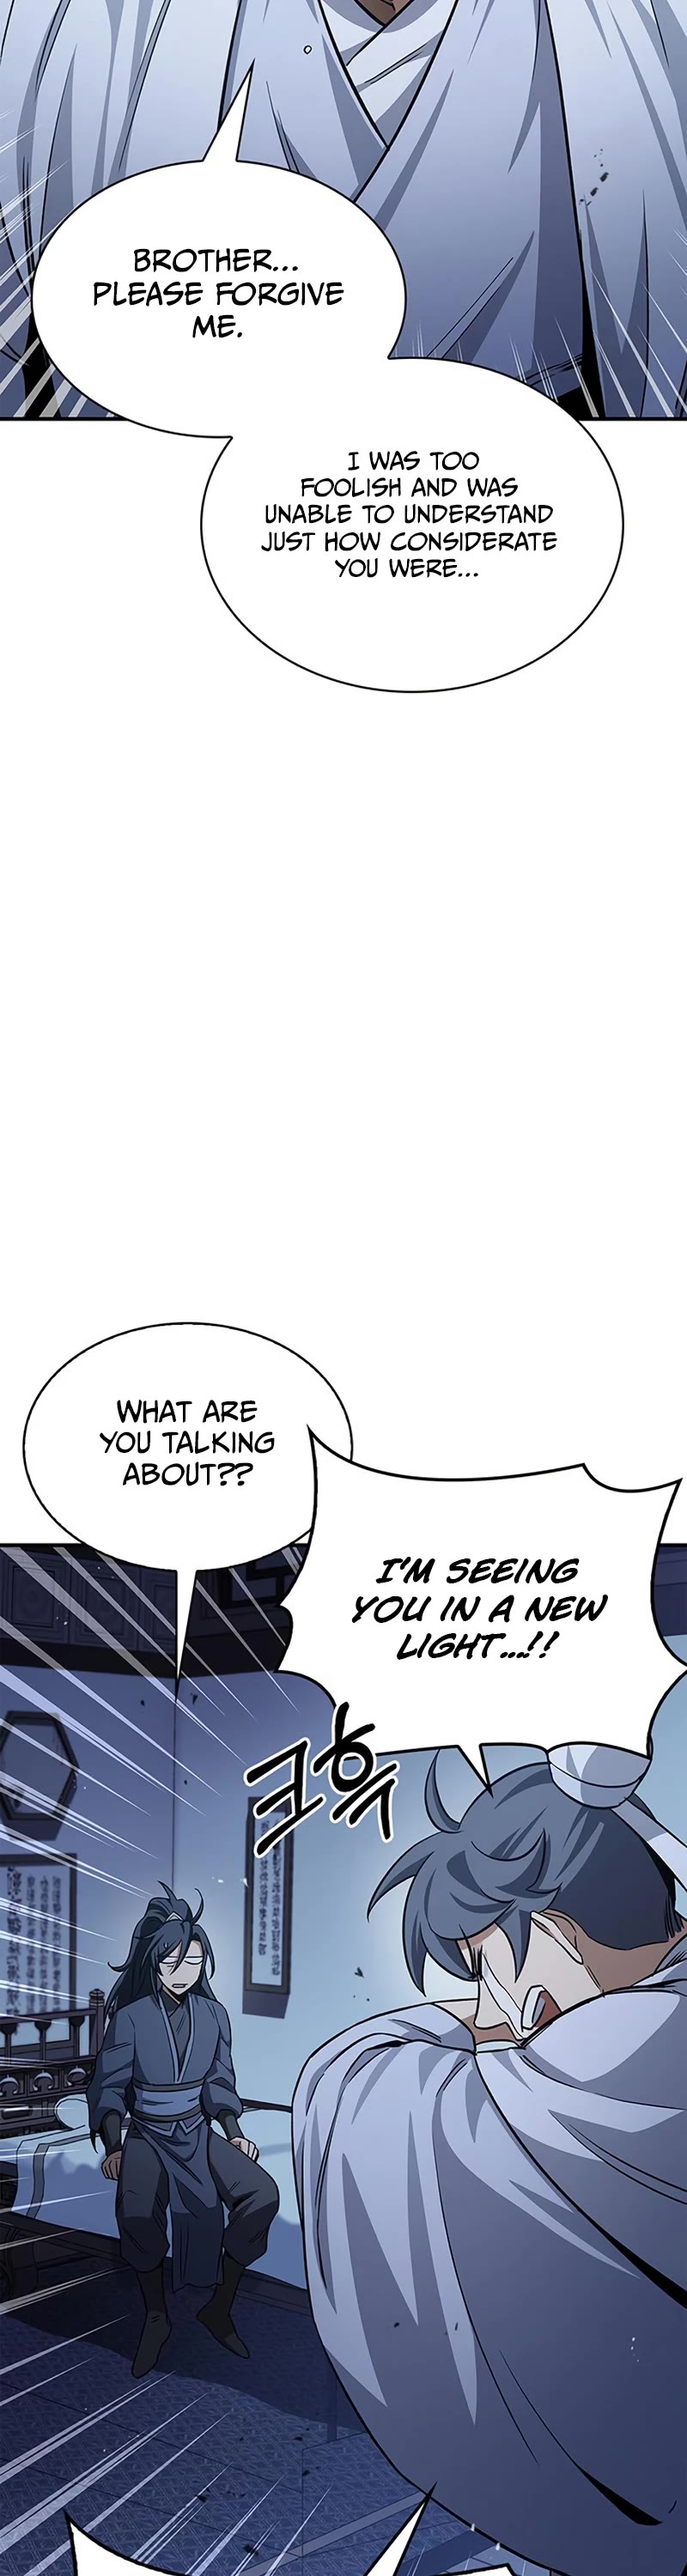 BROTHER...
PLEASE FORGIVE
ME.
I WAS TOO
FOOLISH AND WAS
UNABLE TO UNDERSTAND
JUST HOW CONSIDERATE
YOU WERE...
WHAT ARE
YOU TALKING
ABOUT??
I'M SEEING
YOU IN A NEW
LIGHT...!!
크흑